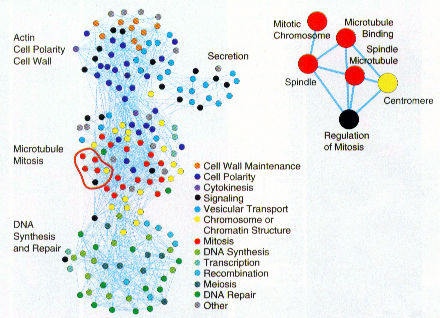 Actin
Cell Polarity
Cell Wall
Secretion
Microtubule
Mitosis
DNA
Synthesis
and Repair
Cell Wall Maintenance
Cell Polarity
Cytokinesis
Signaling
Vesicular Transport
Chromosome or
Chromatin Structure
Mitosis
DNA Synthesis
Transcription
Recombination
Meiosis
DNA Repair
Other
Mitotic
Chromosome
Microtubule
Binding
Spindle
Microtubule
Spindle
Centromere
Regulation
of Mitosis